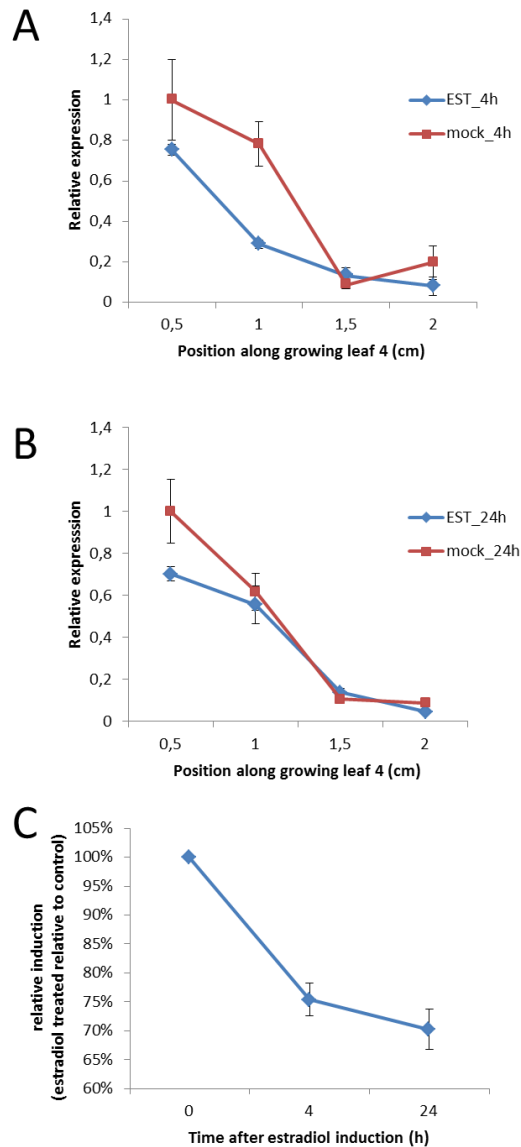 A
1,4
1,2
1
0,8
0,6
0,4
0,2
0
Relative expression
0,5 1 1,5 2
Position along growing leaf 4 (cm)
EST_4h
mock_4h
B
1,4
1,2
1
0,8
0,6
0,4
0,2
0
Relative expresssion
0,5 1 1,5 2
Position along growing leaf 4 (cm)
EST_24h
mock_24h
C
105%
100%
95%
90%
85%
80%
75%
70%
65%
60%
relative induction
(estradiol treated relative to control)
0 4 24
Time after estradiol induction (h)